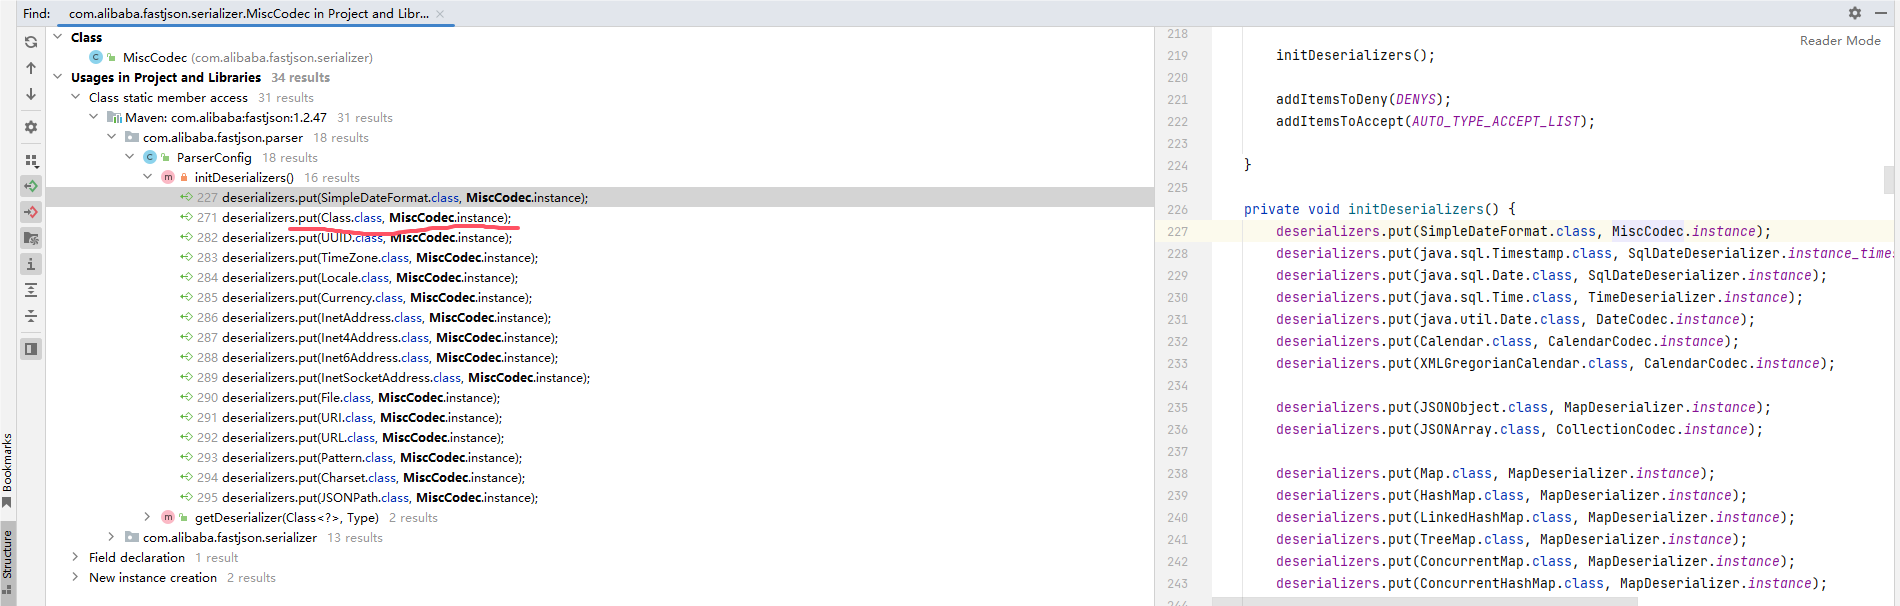 Find: com.alibaba.fastjson.serializer.MiscCodec in Project and Libr...
Class
MiscCodec (com.alibaba.fastjson.serializer)
Usages in Project and Libraries 34 results
Class static member access 31 results
Maven: com.alibaba:fastjson:1.2.47 31 results
com.alibaba.fastjson.parser 18 results
ParserConfig 18 results
initDeserializers() 16 results
227 deserializers.put(SimpleDateFormat.class, MiscCodec.instance);
271 deserializers.put(Class.class, MiscCodec.instance);
282 deserializers.put(UUID.class, MiscCodec.instance);
283 deserializers.put(TimeZone.class, MiscCodec.instance);
284 deserializers.put(Locale.class, MiscCodec.instance);
285 deserializers.put(Currency.class, MiscCodec.instance);
286 deserializers.put(InetAddress.class, MiscCodec.instance);
287 deserializers.put(Inet4Address.class, MiscCodec.instance);
288 deserializers.put(Inet6Address.class, MiscCodec.instance);
289 deserializers.put(InetSocketAddress.class, MiscCodec.instance);
290 deserializers.put(File.class, MiscCodec.instance);
291 deserializers.put(URI.class, MiscCodec.instance);
292 deserializers.put(URL.class, MiscCodec.instance);
293 deserializers.put(Pattern.class, MiscCodec.instance);
294 deserializers.put(Charset.class, MiscCodec.instance);
295 deserializers.put(JSONPath.class, MiscCodec.instance);
getDeserializer(Class<?>, Type) 2 results
com.alibaba.fastjson.serializer 13 results
Field declaration 1 result
New instance creation 2 results
Bookmarks
Structure
Reader Mode
218
219 initDeserializers();
220
221 addItemsToDeny(DENYS);
222 addItemsToAccept(AUTO_TYPE_ACCEPT_LIST);
223
224 }
225
226 private void initDeserializers() {
227 deserializers.put(SimpleDateFormat.class, MiscCodec.instance);
228 deserializers.put(java.sql.Timestamp.class, SqlDateDeserializer.instance_times
229 deserializers.put(java.sql.Date.class, SqlDateDeserializer.instance);
230 deserializers.put(java.sql.Time.class, TimeDeserializer.instance);
231 deserializers.put(java.util.Date.class, DateCodec.instance);
232 deserializers.put(Calendar.class, CalendarCodec.instance);
233 deserializers.put(XMLGregorianCalendar.class, CalendarCodec.instance);
234
235 deserializers.put(JSONObject.class, MapDeserializer.instance);
236 deserializers.put(JSONArray.class, CollectionCodec.instance);
237
238 deserializers.put(Map.class, MapDeserializer.instance);
239 deserializers.put(HashMap.class, MapDeserializer.instance);
240 deserializers.put(LinkedHashMap.class, MapDeserializer.instance);
241 deserializers.put(TreeMap.class, MapDeserializer.instance);
242 deserializers.put(ConcurrentMap.class, MapDeserializer.instance);
243 deserializers.put(ConcurrentHashMap.class, MapDeserializer.instance);
244